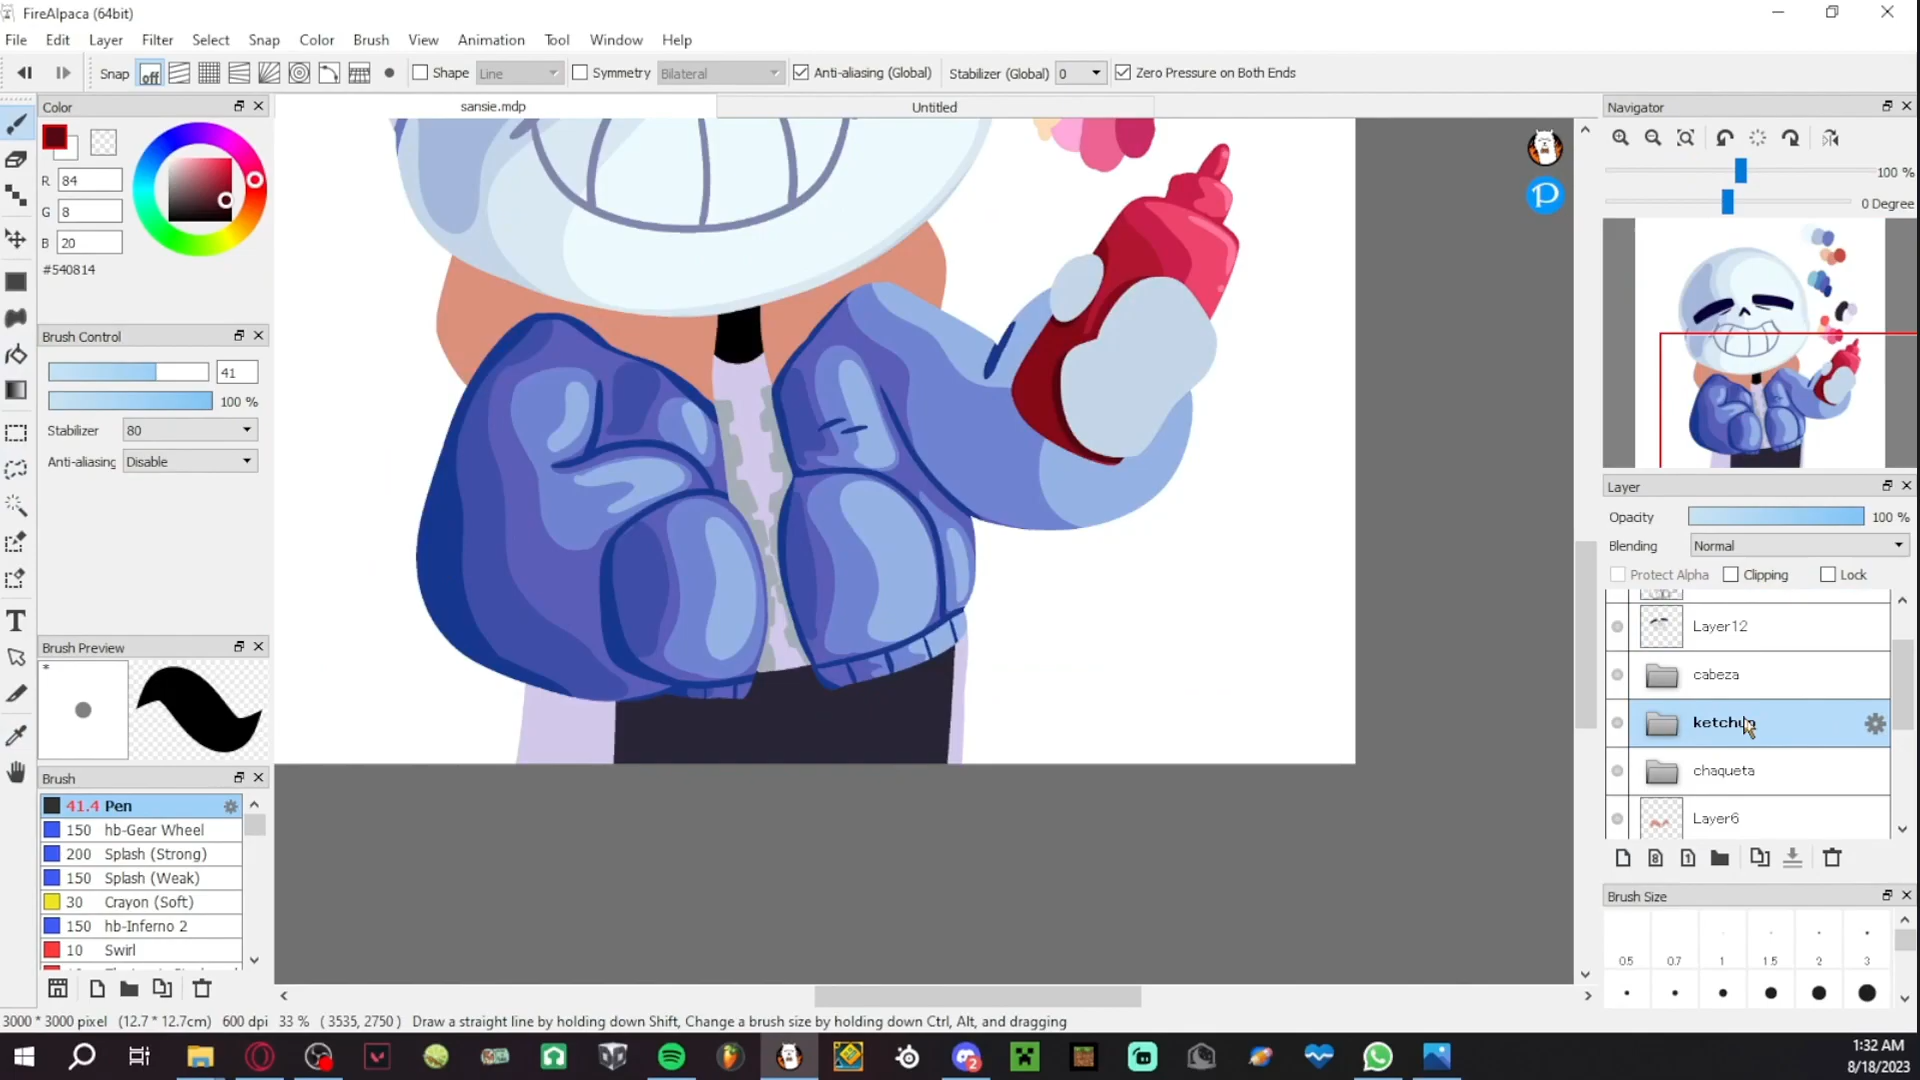 FireAlpaca (64bit)
File Edit Layer Filter Select Snap Color Brush View Animation Tool Window Help
Snap off Shape Line Symmetry Bilateral Anti-aliasing (Global) Stabilizer (Global) 0 Zero Pressure on Both Ends
Color
R 84
G 8
B 20
#540814
Brush Control
41
100 %
Stabilizer 80
Anti-aliasing Disable
Brush Preview
*
Brush
41.4 Pen
150 hb-Gear Wheel
200 Splash (Strong)
150 Splash (Weak)
30 Crayon (Soft)
150 hb-Inferno 2
10 Swirl
sansie.mdp Untitled
P
Navigator
100 %
0 Degree
Layer
Opacity 100 %
Blending Normal
Protect Alpha Clipping Lock
Layer12
cabeza
ketchup
chaqueta
Layer6
8 1
Brush Size
0.5 0.7 1 1.5 2 3
3000 * 3000 pixel (12.7 * 12.7cm) 600 dpi 33 % ( 3535, 2750 ) Draw a straight line by holding down Shift, Change a brush size by holding down Ctrl, Alt, and dragging
2
1:32 AM
8/18/2023